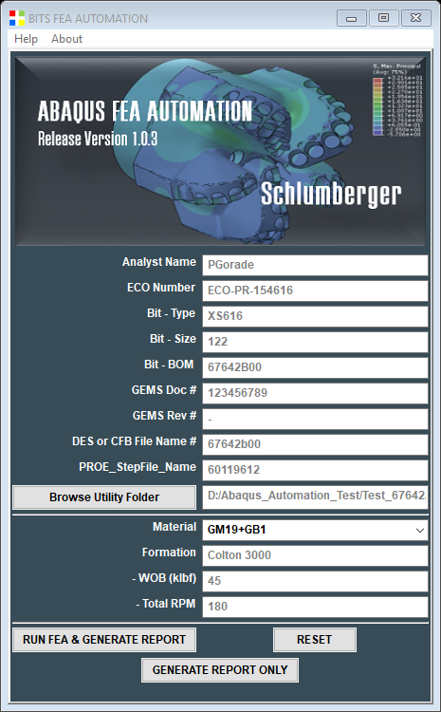 BITS FEA AUTOMATION
Help About
S, Max. Principal
(Avg: 75%)
ABAQUS FEA AUTOMATION
Release Version 1.0.3
Schlumberger
Analyst Name PGorade
ECO Number ECO-PR-154616
Bit - Type XS616
Bit - Size 122
Bit - BOM 67642B00
GEMS Doc # 123456789
GEMS Rev # -
DES or CFB File Name # 67642b00
PROE_StepFile_Name 60119612
Browse Utility Folder D:/Abaqus_Automation_Test/Test_67642
Material GM19+GB1
Formation Colton 3000
- WOB (klbf) 45
- Total RPM 180
RUN FEA & GENERATE REPORT RESET
GENERATE REPORT ONLY